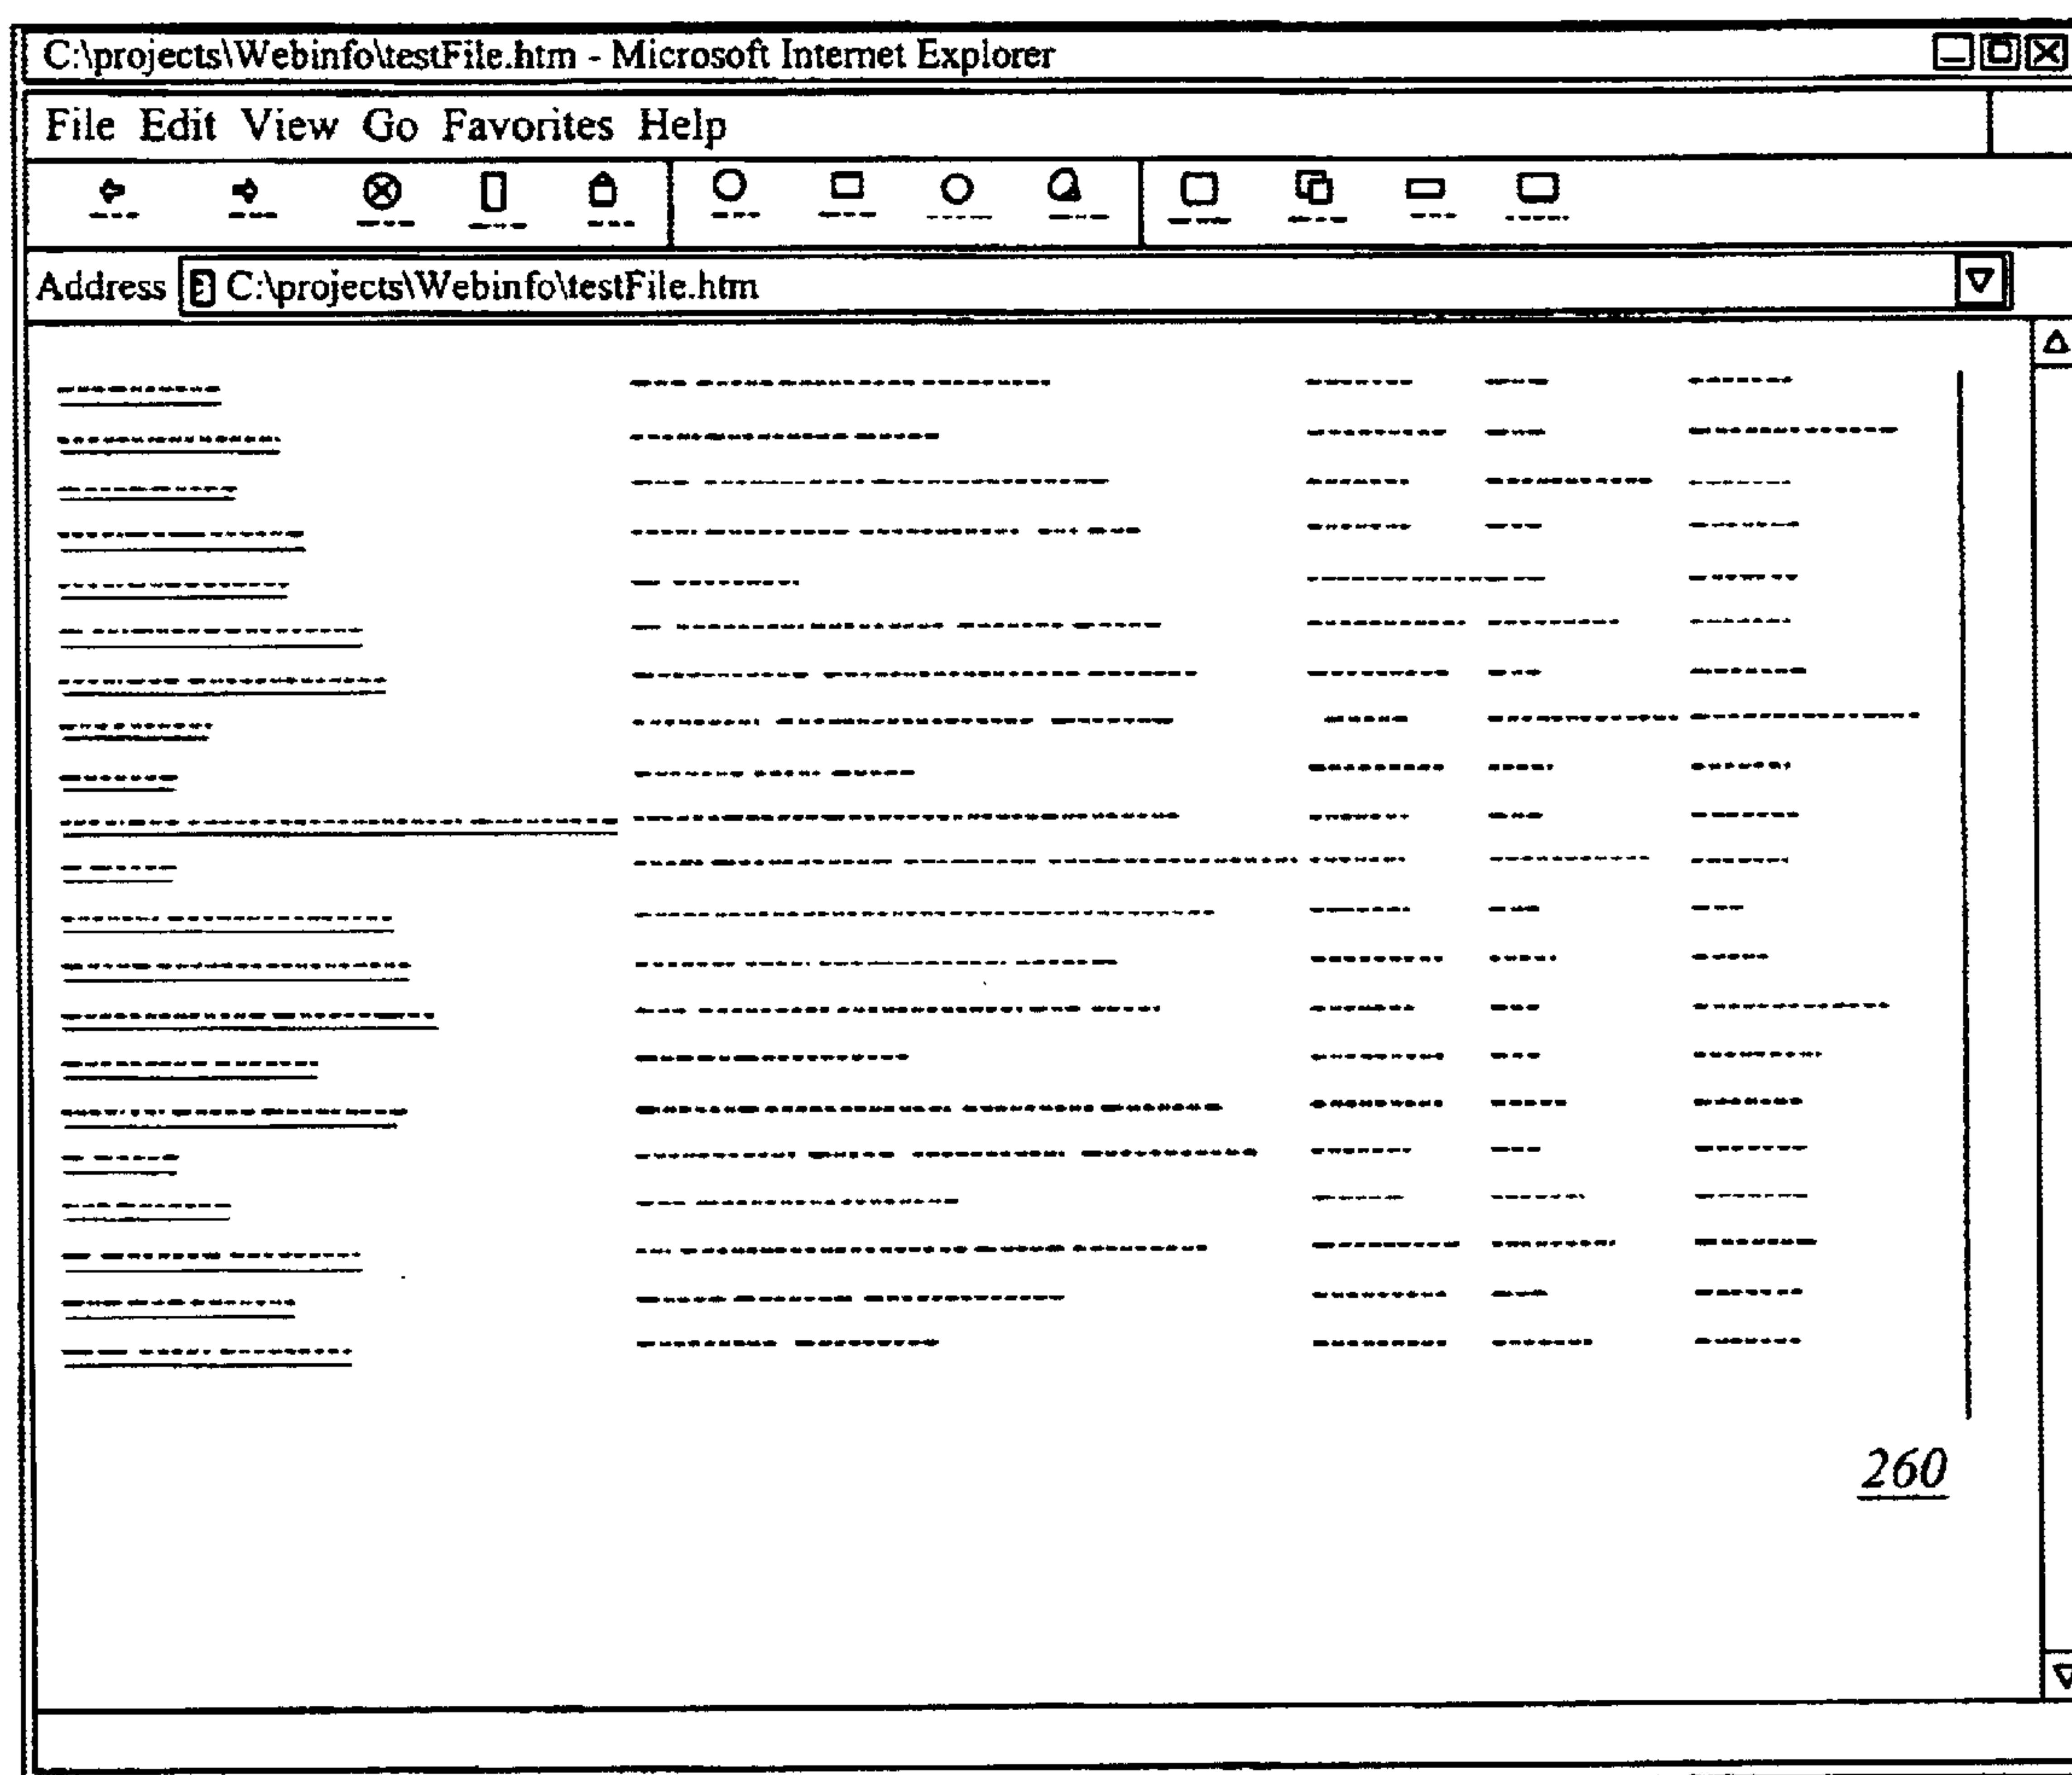 C:\projects\Webinfo\testFile.htm - Microsoft Internet Explorer
File Edit View Go Favorites Help
Address C:\projects\Webinfo\testFile.htm
260